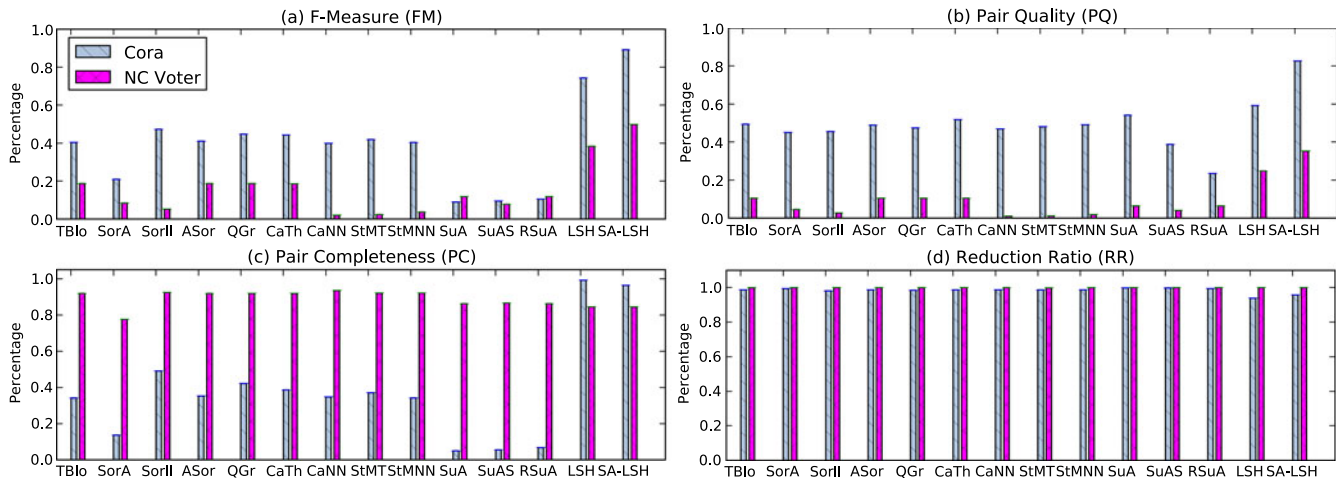 (a) F-Measure (FM)
1.0
0.8
0.6
0.4
0.2
0.0
Percentage
Cora
NC Voter
TBlo SorA SorII ASor QGr CaTh CaNN StMT StMNN SuA SuAS RSuA LSH SA-LSH
(b) Pair Quality (PQ)
1.0
0.8
0.6
0.4
0.2
0.0
Percentage
TBlo SorA SorII ASor QGr CaTh CaNN StMT StMNN SuA SuAS RSuA LSH SA-LSH
(c) Pair Completeness (PC)
1.0
0.8
0.6
0.4
0.2
0.0
Percentage
TBlo SorA SorII ASor QGr CaTh CaNN StMT StMNN SuA SuAS RSuA LSH SA-LSH
(d) Reduction Ratio (RR)
1.0
0.8
0.6
0.4
0.2
0.0
Percentage
TBlo SorA SorII ASor QGr CaTh CaNN StMT StMNN SuA SuAS RSuA LSH SA-LSH